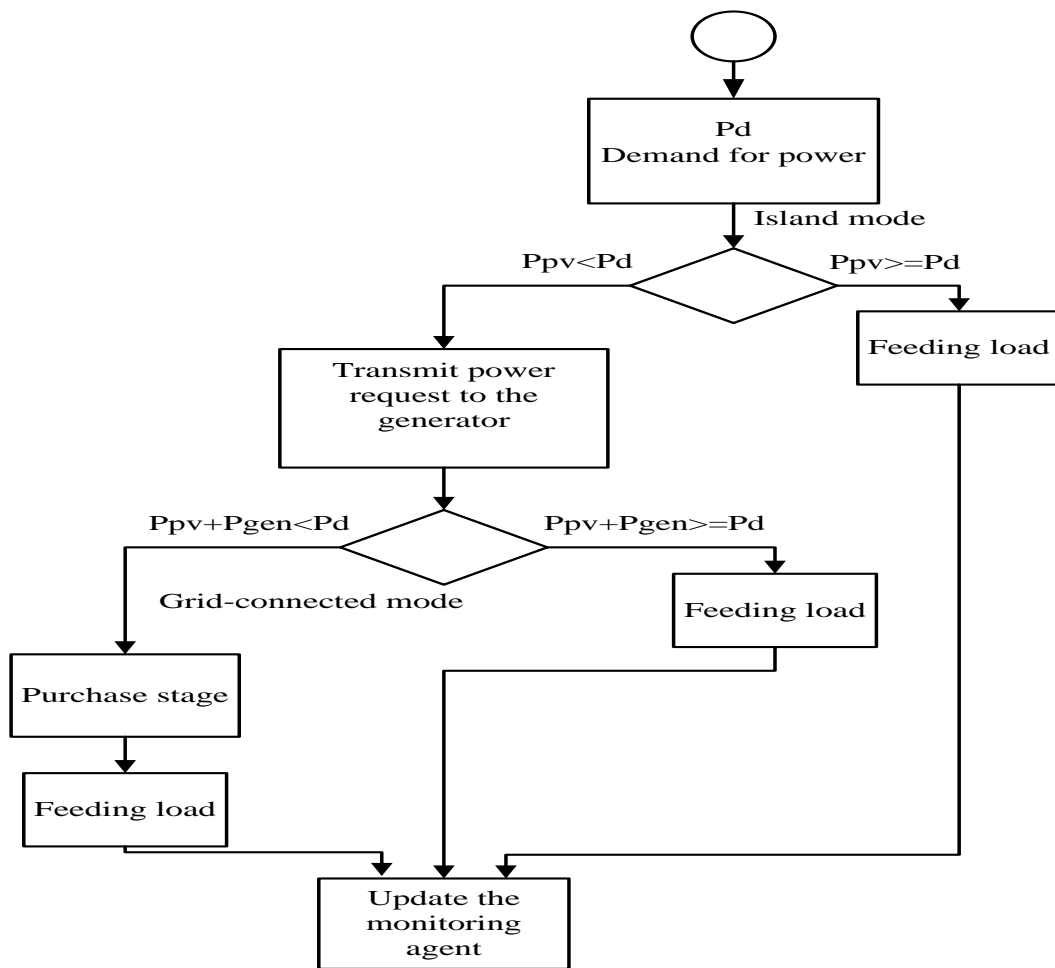 Pd
Demand for power
Island mode
Ppv<Pd
Ppv>=Pd
Feeding load
Transmit power
request to the
generator
Ppv+Pgen<Pd
Ppv+Pgen>=Pd
Grid-connected mode
Feeding load
Purchase stage
Feeding load
Update the
monitoring
agent